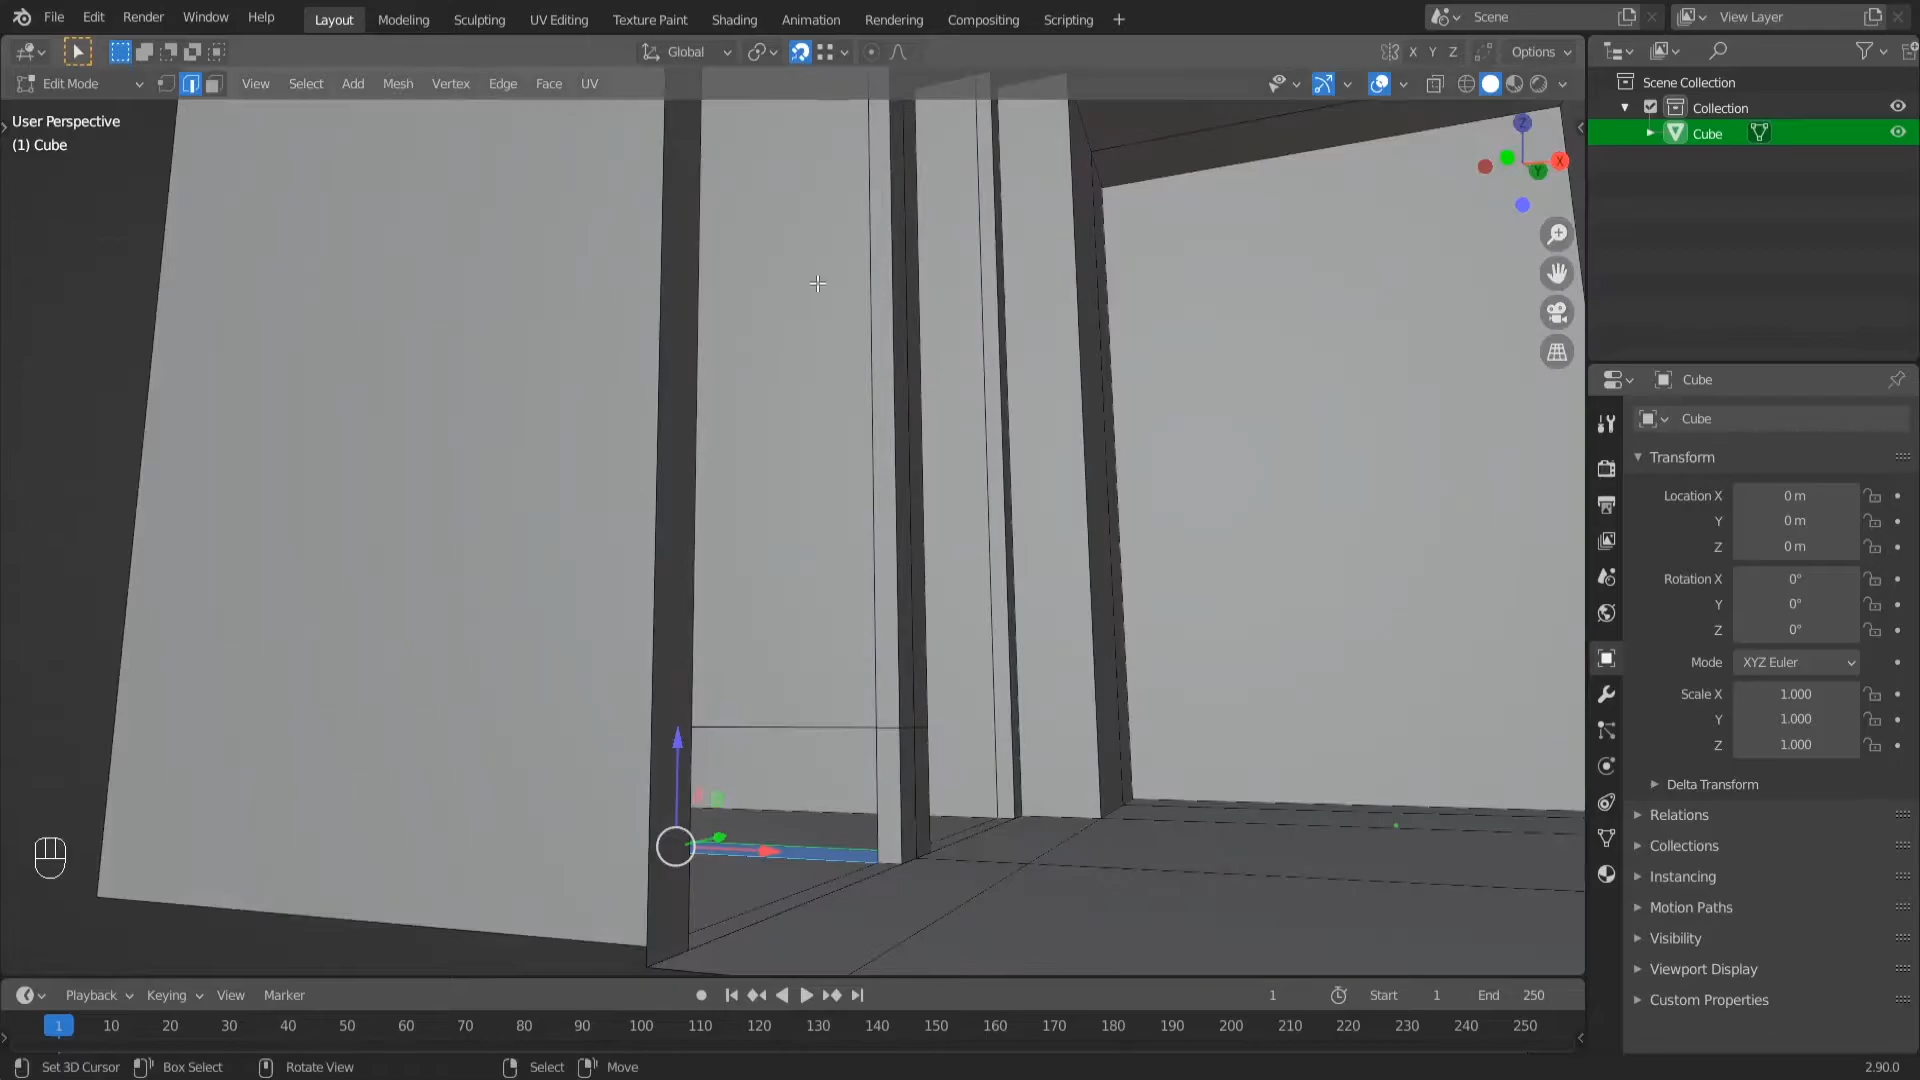 File Edit Render Window Help Layout Modeling Sculpting UV Editing Texture Paint Shading Animation Rendering Compositing Scripting + Scene View Layer
Global X Y Z Options
Edit Mode View Select Add Mesh Vertex Edge Face UV
User Perspective
(1) Cube
Z
X
Y
Scene Collection
Collection
Cube
Cube
Cube
Transform
Location X 0 m
Y 0 m
Z 0 m
Rotation X 0°
Y 0°
Z 0°
Mode XYZ Euler
Scale X 1.000
Y 1.000
Z 1.000
Delta Transform
Relations
Collections
Instancing
Motion Paths
Visibility
Viewport Display
Custom Properties
Playback Keying View Marker 1 Start 1 End 250
1 10 20 30 40 50 60 70 80 90 100 110 120 130 140 150 160 170 180 190 200 210 220 230 240 250
Set 3D Cursor Box Select Rotate View Select Move 2.90.0